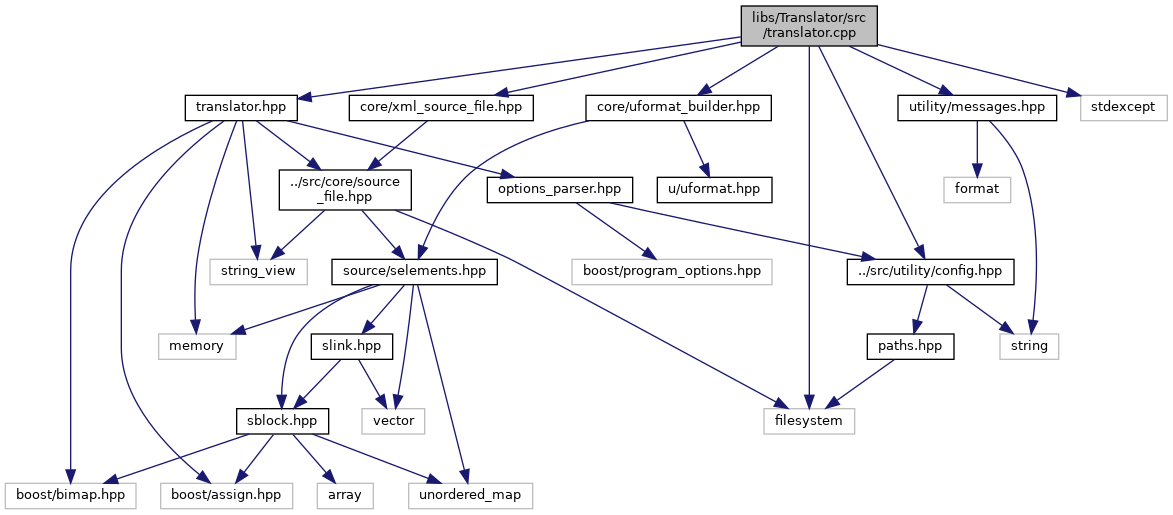 libs/Translator/src
/translator.cpp
translator.hpp
core/xml_source_file.hpp
core/uformat_builder.hpp
utility/messages.hpp
stdexcept
../src/core/source
_file.hpp
options_parser.hpp
u/uformat.hpp
format
string_view
source/selements.hpp
boost/program_options.hpp
../src/utility/config.hpp
memory
slink.hpp
paths.hpp
string
sblock.hpp
vector
filesystem
boost/bimap.hpp
boost/assign.hpp
array
unordered_map